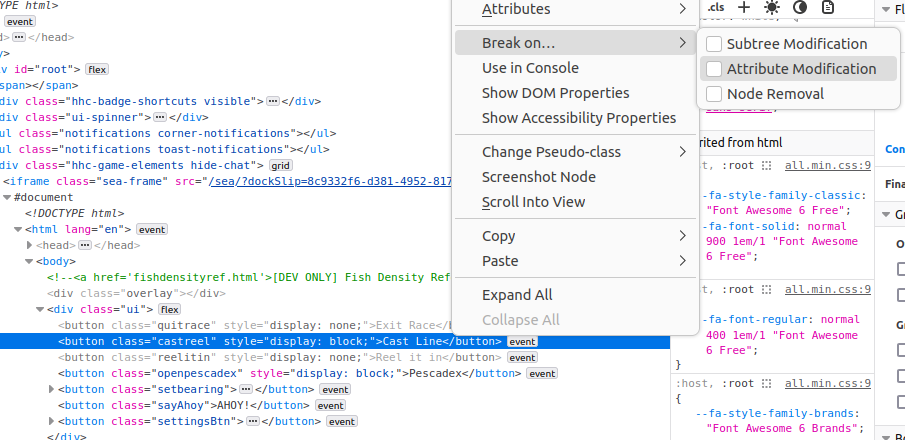 YPE html>
event
> ⋯ </head>
y>
iv id="root"> flex
span></span>
div class="hhc-badge-shortcuts visible"> ⋯ </div>
div class="ui-spinner"> ⋯ </div>
ul class="notifications corner-notifications"></ul>
ul class="notifications toast-notifications"></ul>
div class="hhc-game-elements hide-chat"> grid
<iframe class="sea-frame" src="/sea/?dockSlip=8c9332f6-d381-4952-817
#document
<!DOCTYPE html>
<html lang="en"> event
<head> ⋯ </head>
<body>
<!--<a href='fishdensityref.html'>[DEV ONLY] Fish Density Ref
<div class="overlay"></div>
<div class="ui"> flex
<button class="quitrace" style="display: none;">Exit Race</b
<button class="castreel" style="display: block;">Cast Line</button> event
<button class="reelitin" style="display: none;">Reel it in</button> event
<button class="openpescadex" style="display: block;">Pescadex</button> event
<button class="setbearing"> ⋯ </button> event
<button class="sayAhoy">AHOY!</button> event
<button class="settingsBtn"> ⋯ </button> event
</div>
Attributes
Break on…
Use in Console
Show DOM Properties
Show Accessibility Properties
Change Pseudo-class
Screenshot Node
Scroll Into View
Copy
Paste
Expand All
Collapse All
Subtree Modification
Attribute Modification
Node Removal
.cls
rited from html
st, :root all.min.css:9
--fa-style-family-classic:
"Font Awesome 6 Free";
-fa-font-solid: normal
900 1em/1 "Font Awesome
6 Free";
st, :root all.min.css:9
-fa-font-regular: normal
400 1em/1 "Font Awesome
6 Free";
}
:host, :root all.min.css:9
{
--fa-style-family-brands:
"Font Awesome 6 Brands";
Fl
Con
Fina
Gr
O
G
B